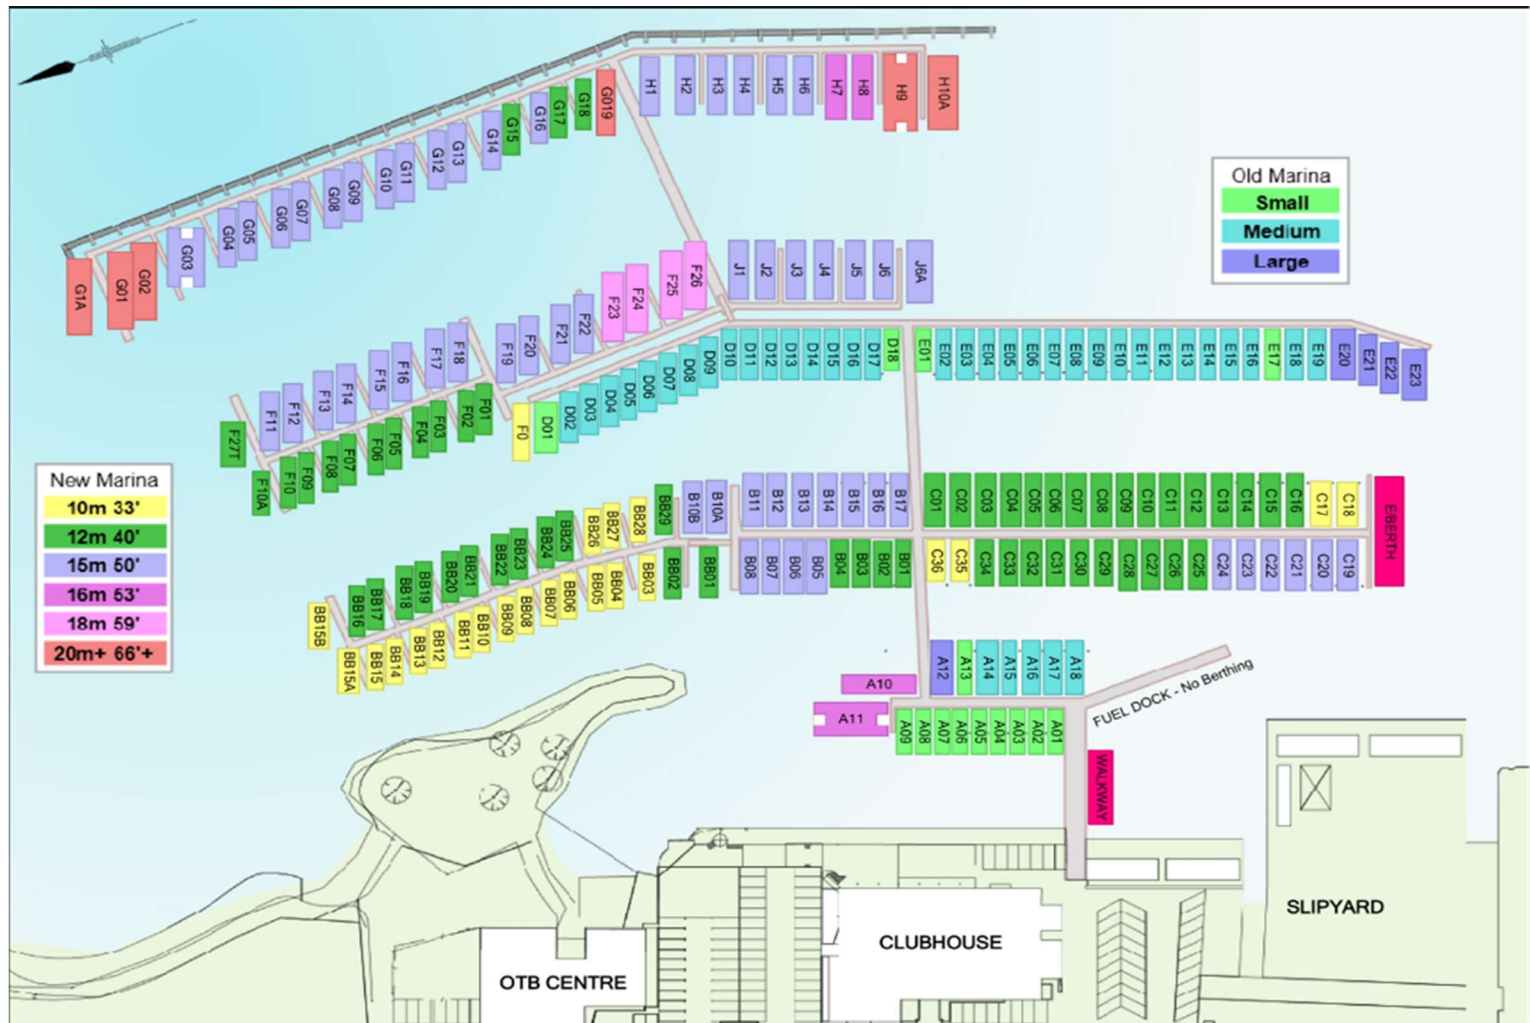 H1
H2
H3
H4
H5
H6
H7
H8
H9
H10A
G019
G18
G17
G16
G15
G14
G13
G12
G11
G10
G09
G08
G07
G06
G05
G04
G03
G02
G01
G1A
Old Marina
Small
Medium
Large
J1
J2
J3
J4
J5
J6
J6A
F26
F25
F24
F23
F22
F21
F20
F19
F18
F17
F16
F15
F14
F13
F12
F11
F27T
F10A
F10
F09
F08
F07
F06
F05
F04
F03
F02
F01
F0
D01
D02
D03
D04
D05
D06
D07
D08
D09
D10
D11
D12
D13
D14
D15
D16
D17
D18
E01
E02
E03
E04
E05
E06
E07
E08
E09
E10
E11
E12
E13
E14
E15
E16
E17
E18
E19
E20
E21
E22
E23
New Marina
10m 33'
12m 40'
15m 50'
16m 53'
18m 59'
20m+ 66'+
BB29
B10B
B10A
B11
B12
B13
B14
B15
B16
B17
C01
C02
C03
C04
C05
C06
C07
C08
C09
C10
C11
C12
C13
C14
C15
C16
C17
C18
EBERTH
BB28
BB27
BB26
BB25
BB24
BB23
BB22
BB21
BB20
BB19
BB18
BB17
BB16
BB15B
BB15A
BB15
BB14
BB13
BB12
BB11
BB10
BB09
BB08
BB07
BB06
BB05
BB04
BB03
BB02
BB01
B08
B07
B06
B05
B04
B03
B02
B01
C36
C35
C34
C33
C32
C31
C30
C29
C28
C27
C26
C25
C24
C23
C22
C21
C20
C19
A12
A13
A14
A15
A16
A17
A18
A10
A11
A09
A08
A07
A06
A05
A04
A03
A02
A01
FUEL DOCK - No Berthing
WALKWAY
SLIPYARD
CLUBHOUSE
OTB CENTRE